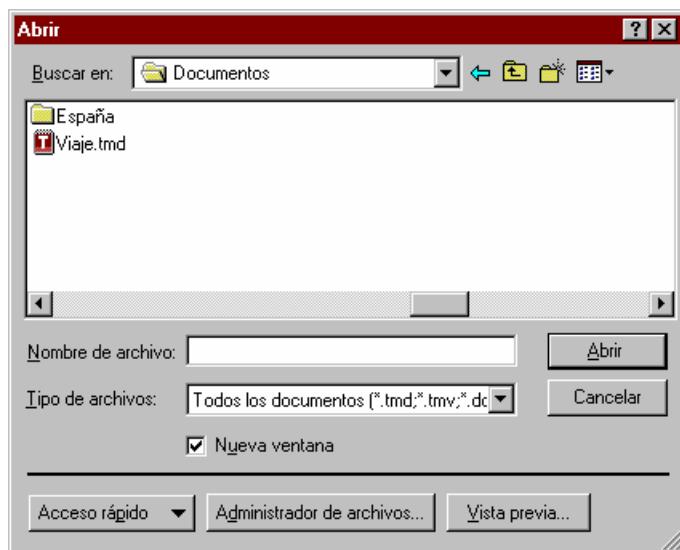 Abrir
Buscar en: Documentos
España
Viaje.tmd
Nombre de archivo: Abrir
Tipo de archivos: Todos los documentos (*.tmd;*.tmv;*.dc Cancelar
Nueva ventana
Acceso rápido Administrador de archivos... Vista previa...